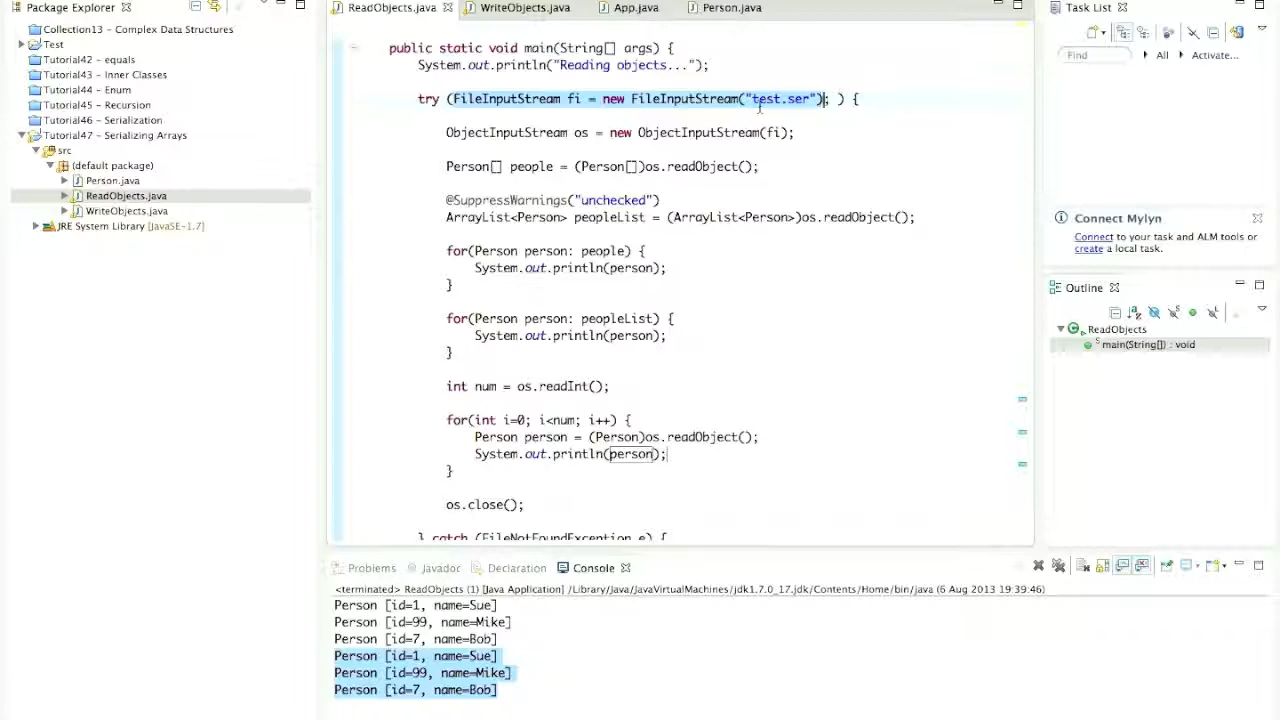 Package Explorer
Collection13 - Complex Data Structures
Test
Tutorial42 - equals
Tutorial43 - Inner Classes
Tutorial44 - Enum
Tutorial45 - Recursion
Tutorial46 - Serialization
Tutorial47 - Serializing Arrays
src
(default package)
Person.java
ReadObjects.java
WriteObjects.java
JRE System Library [JavaSE-1.7]
ReadObjects.java WriteObjects.java App.java Person.java
public static void main(String[] args) {
System.out.println("Reading objects...");
try (FileInputStream fi = new FileInputStream("test.ser"); ) {
ObjectInputStream os = new ObjectInputStream(fi);
Person[] people = (Person[])os.readObject();
@SuppressWarnings("unchecked")
ArrayList<Person> peopleList = (ArrayList<Person>)os.readObject();
for(Person person: people) {
System.out.println(person);
}
for(Person person: peopleList) {
System.out.println(person);
}
int num = os.readInt();
for(int i=0; i<num; i++) {
Person person = (Person)os.readObject();
System.out.println(person);
}
os.close();
} catch (FileNotFoundException e) {
Task List
Find All Activate...
Connect Mylyn
Connect to your task and ALM tools or
create a local task.
Outline
ReadObjects
main(String[]) : void
Problems Javadoc Declaration Console
<terminated> ReadObjects (1) [Java Application] /Library/Java/JavaVirtualMachines/jdk1.7.0_17.jdk/Contents/Home/bin/java (6 Aug 2013 19:39:46)
Person [id=1, name=Sue]
Person [id=99, name=Mike]
Person [id=7, name=Bob]
Person [id=1, name=Sue]
Person [id=99, name=Mike]
Person [id=7, name=Bob]